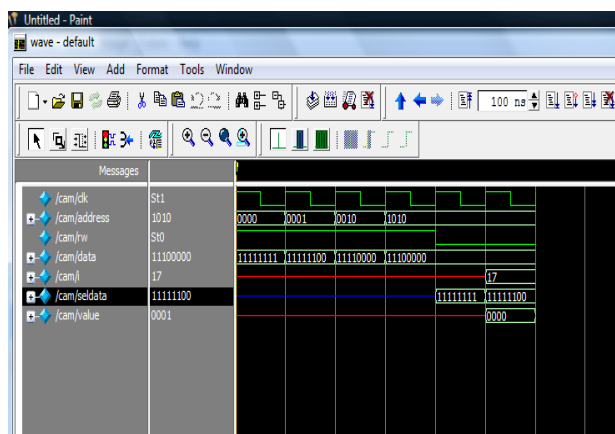 Untitled - Paint
wave - default
File Edit View Add Format Tools Window
100 ns
Messages
/cam/clk St1
/cam/address 1010 0000 0001 0010 1010
/cam/rw St0
/cam/data 11100000 11111111 11111100 11110000 11100000
/cam/i 17 17
/cam/seldata 11111100 11111111 11111100
/cam/value 0001 0000